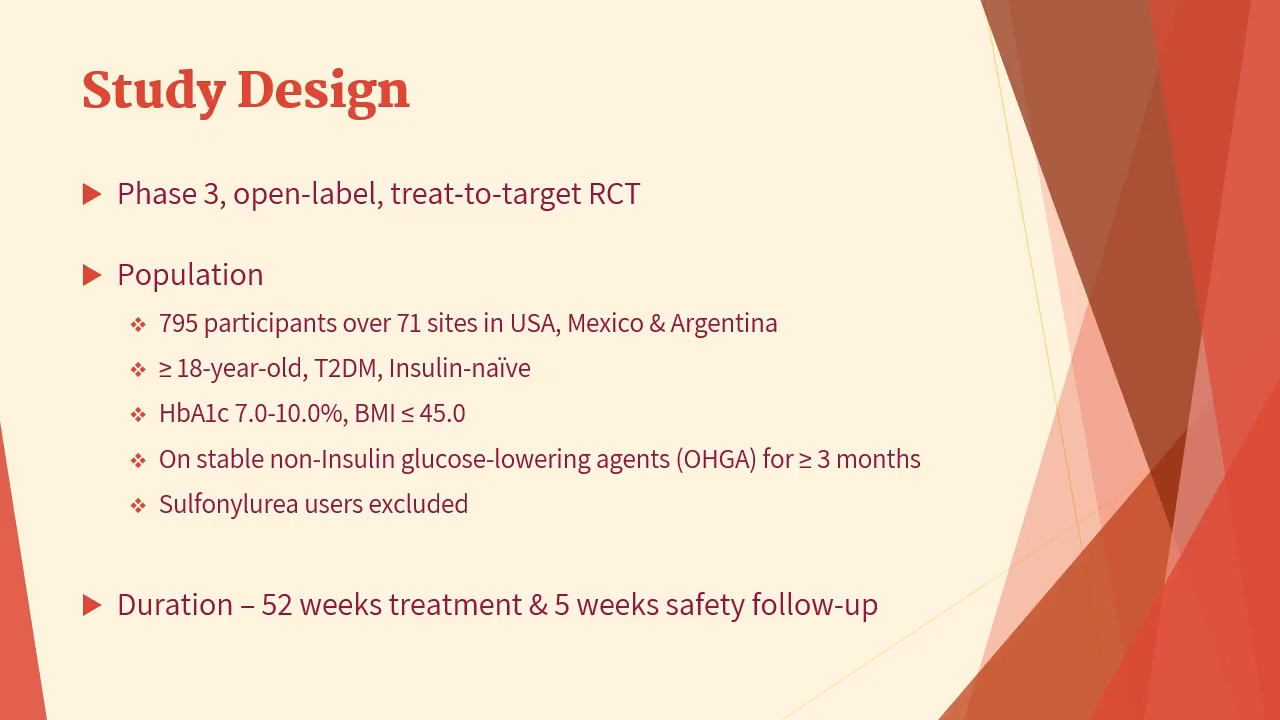 Study Design
Phase 3, open-label, treat-to-target RCT
Population
795 participants over 71 sites in USA, Mexico & Argentina
≥ 18-year-old, T2DM, Insulin-naïve
HbA1c 7.0-10.0%, BMI ≤ 45.0
On stable non-Insulin glucose-lowering agents (OHGA) for ≥ 3 months
Sulfonylurea users excluded
Duration – 52 weeks treatment & 5 weeks safety follow-up